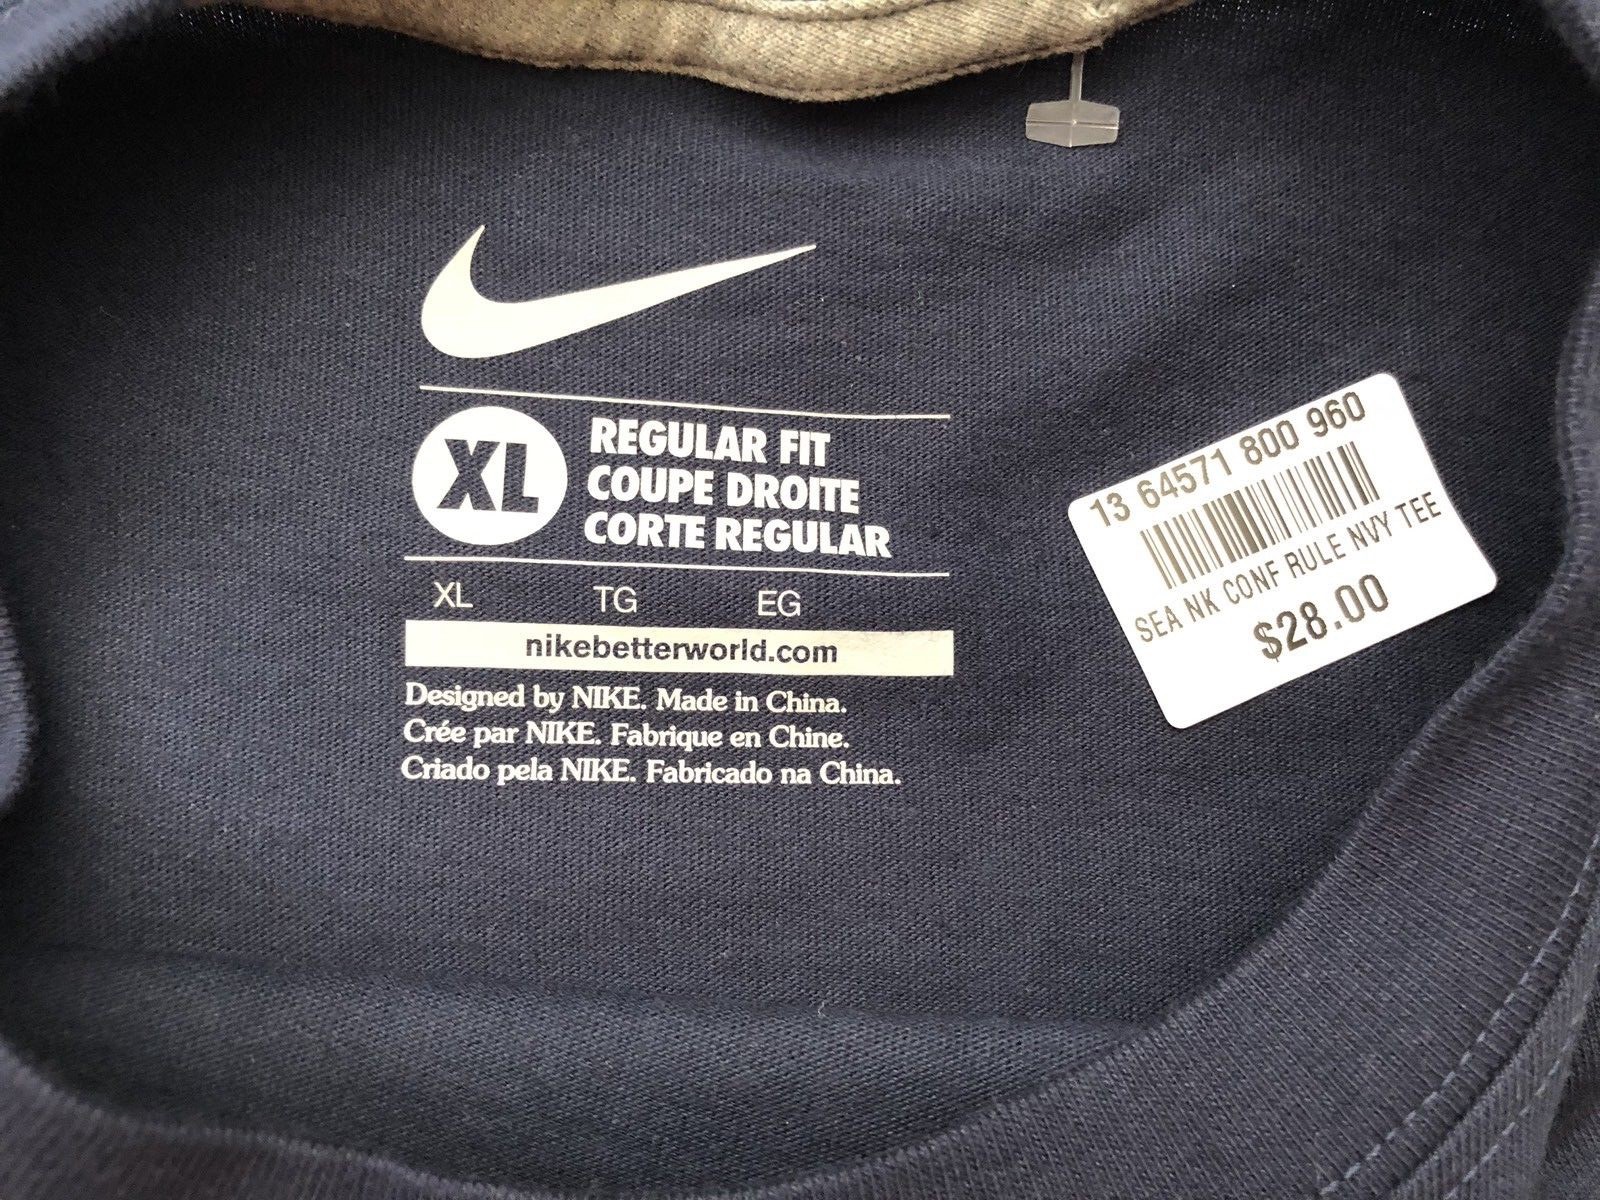 XL
REGULAR FIT
COUPE DROITE
CORTE REGULAR
XL TG EG
nikebetterworld.com
Designed by NIKE. Made in China.
Crée par NIKE. Fabrique en Chine.
Criado pela NIKE. Fabricado na China.
13 64571 800 960
SEA NK CONF RULE NVY TEE
$28.00